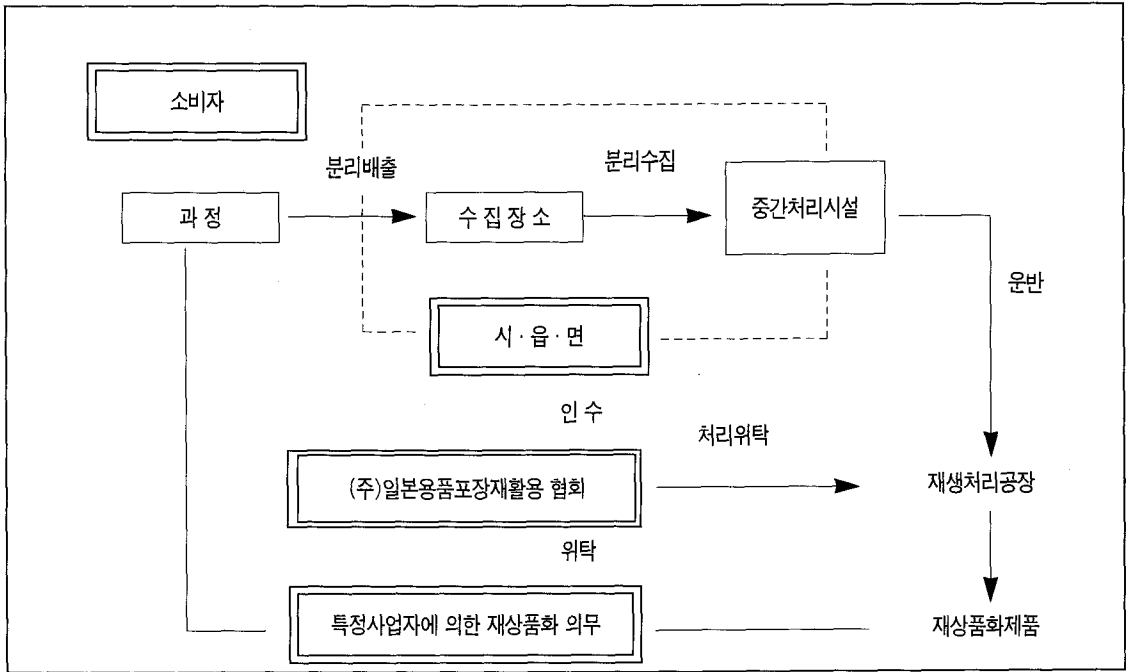 소비자
분리배출
분리수집
과 정
수 집 장 소
중간처리시설
운반
시 · 읍 · 면
인 수
처리위탁
(주)일본용품포장재활용 협회
재생처리공장
위탁
특정사업자에 의한 재상품화 의무
재상품화제품